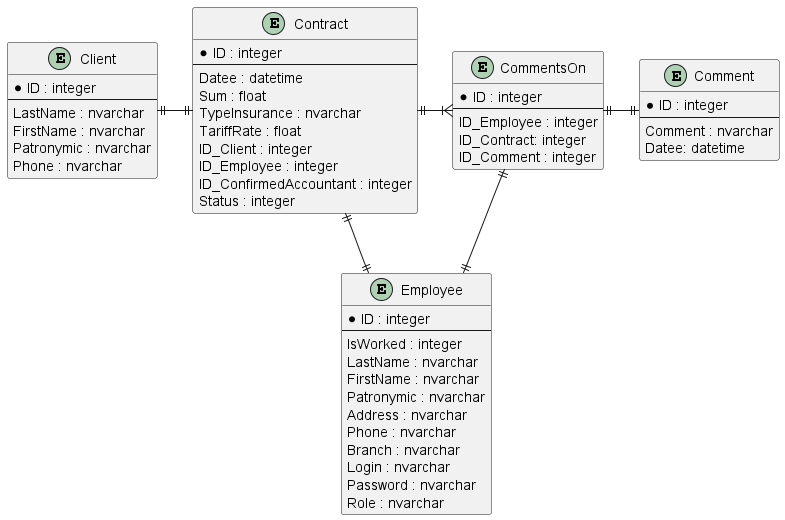 E Client
* ID : integer
LastName : nvarchar
FirstName : nvarchar
Patronymic : nvarchar
Phone : nvarchar
E Contract
* ID : integer
Datee : datetime
Sum : float
TypeInsurance : nvarchar
TariffRate : float
ID_Client : integer
ID_Employee : integer
ID_ConfirmedAccountant : integer
Status : integer
E CommentsOn
* ID : integer
ID_Employee : integer
ID_Contract: integer
ID_Comment : integer
E Comment
* ID : integer
Comment : nvarchar
Datee: datetime
E Employee
* ID : integer
IsWorked : integer
LastName : nvarchar
FirstName : nvarchar
Patronymic : nvarchar
Address : nvarchar
Phone : nvarchar
Branch : nvarchar
Login : nvarchar
Password : nvarchar
Role : nvarchar